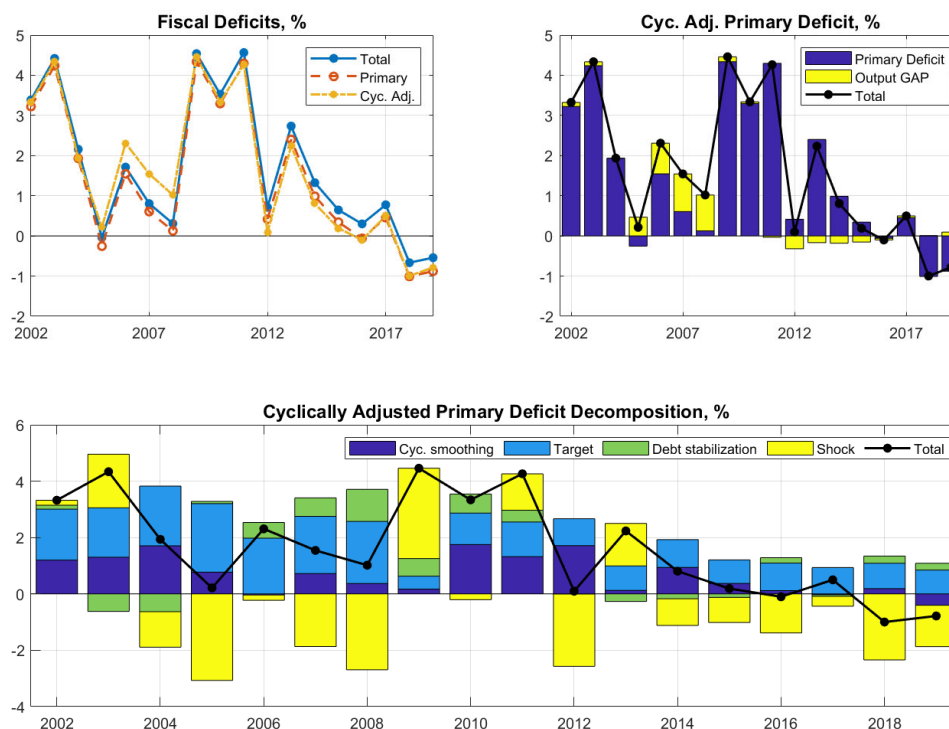 Fiscal Deficits, %
5
4
3
2
1
0
-1
-2
2002
2007
2012
2017
Total
Primary
Cyc. Adj.
Cyc. Adj. Primary Deficit, %
5
4
3
2
1
0
-1
-2
2002
2007
2012
2017
Primary Deficit
Output GAP
Total
Cyclically Adjusted Primary Deficit Decomposition, %
6
4
2
0
-2
-4
Cyc. smoothing Target Debt stabilization Shock Total
2002 2004 2006 2008 2010 2012 2014 2016 2018